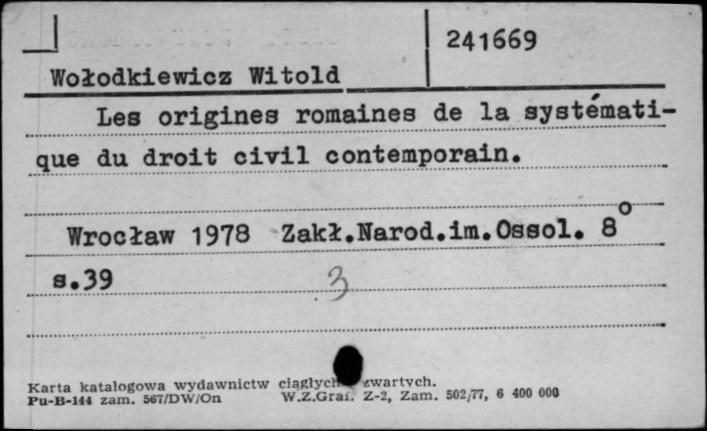 241669
Wołodkiewicz Witold
Les origines romaines de la systémati-
que du droit civil contemporain.
Wrocław 1978 Zakł.Narod.im.Ossol. 8°
s.39
3
Karta katalogowa wydawnictw ciągłych zwartych.
Pu-B-144 zam. 567/DW/On W.Z.Graf. Z-2, Zam. 502/77, 6 400 000